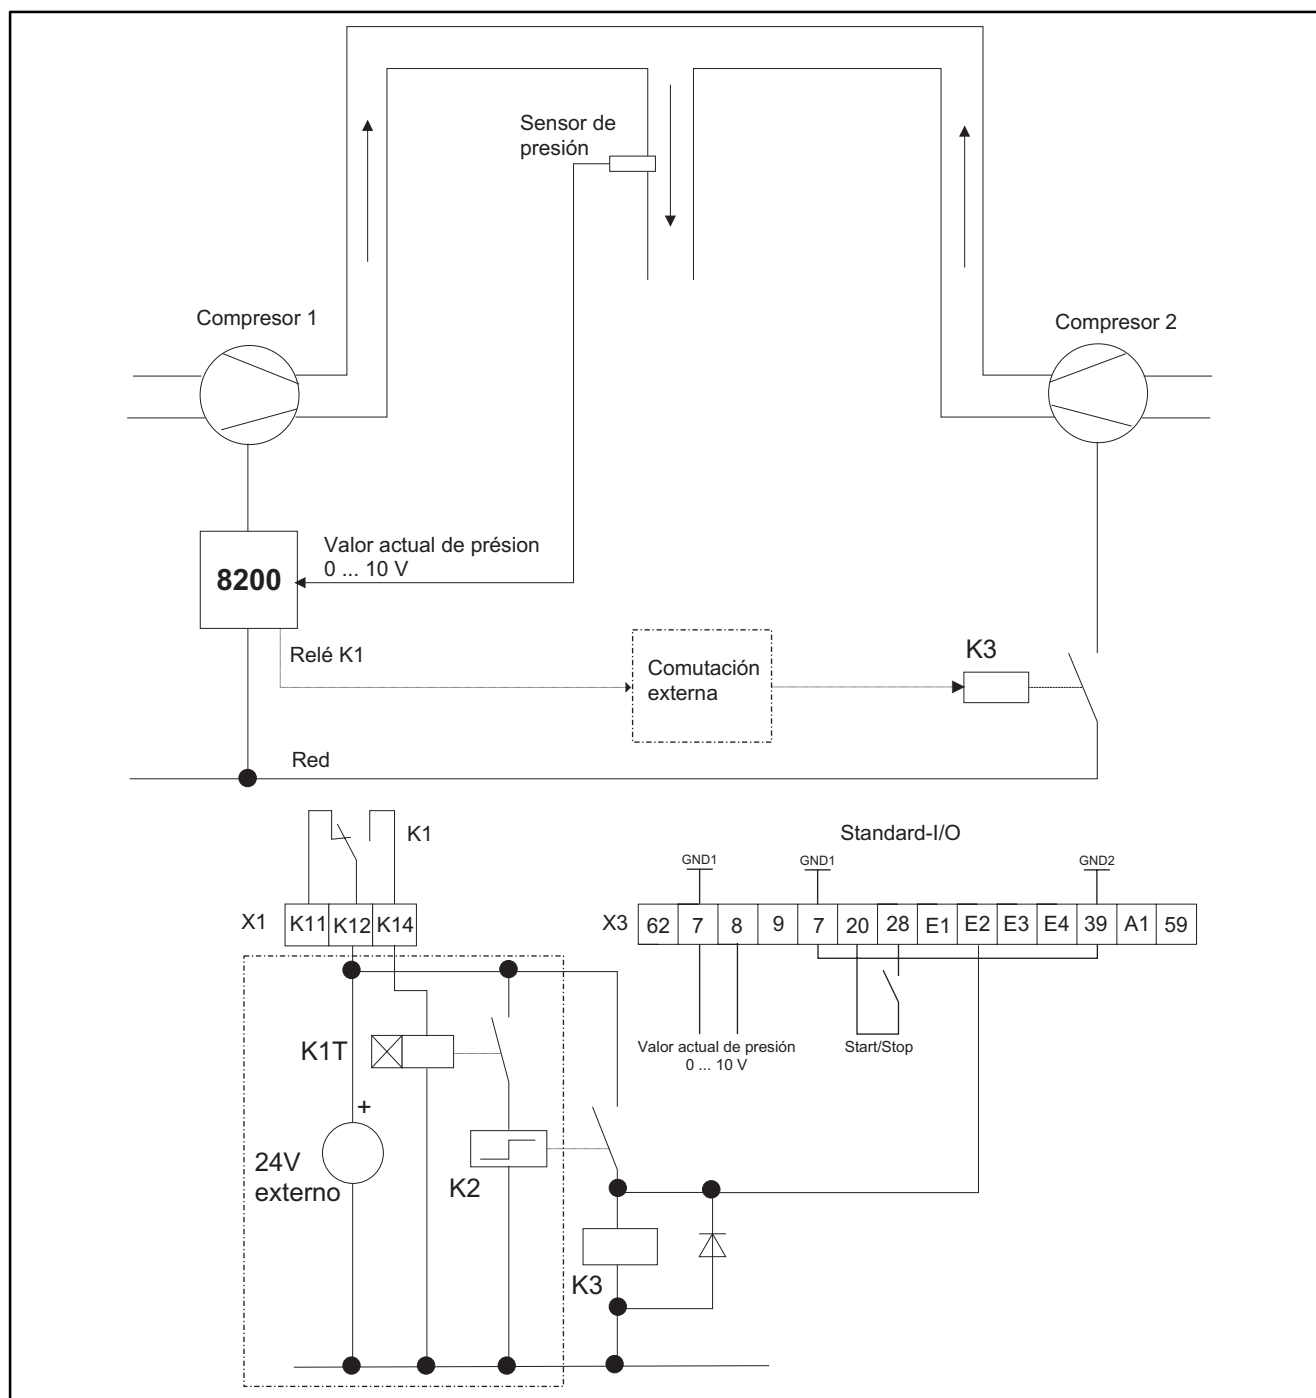 Sensor de
presión
Compresor 1
Compresor 2
Valor actual de présion
0 ... 10 V
8200
Relé K1
Comutación
externa
K3
Red
K1
Standard-I/O
GND1
GND1
GND2
X1
K11
K12
K14
X3
62
7
8
9
7
20
28
E1
E2
E3
E4
39
A1
59
K1T
Valor actual de presión
0 ... 10 V
Start/Stop
+
24V
externo
K2
K3